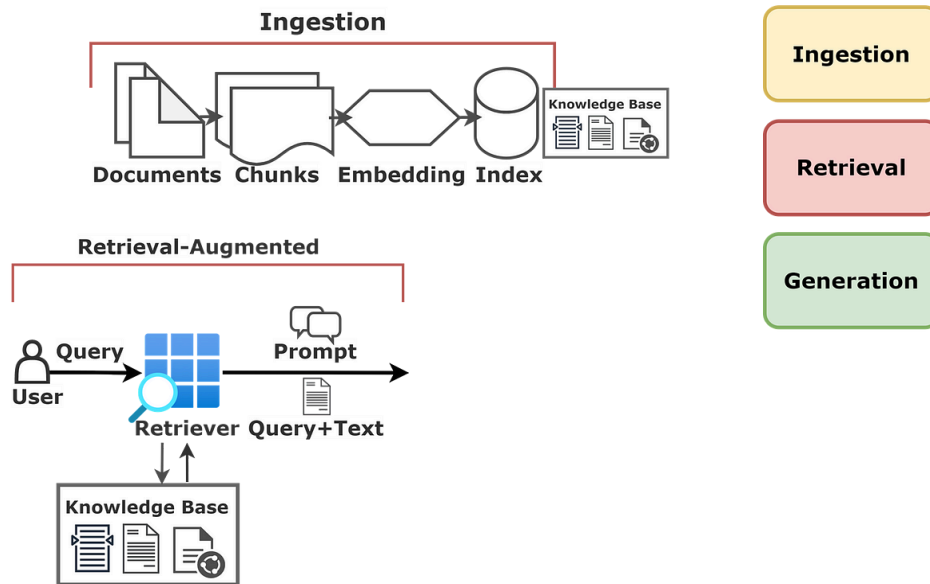 Ingestion
Knowledge Base
Documents Chunks Embedding Index
Retrieval-Augmented
Query
Prompt
User
Retriever Query+Text
Knowledge Base
Ingestion
Retrieval
Generation